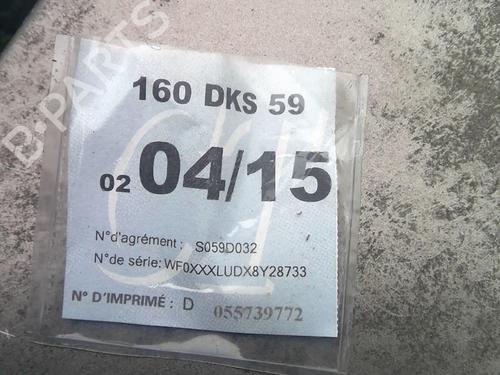 B-PARTS
160 DKS 59
02 04/15
N°d'agrément : S059D032
N°de série: WF0XXXLUDX8Y28733
N° D'IMPRIMÉ : D 055739772